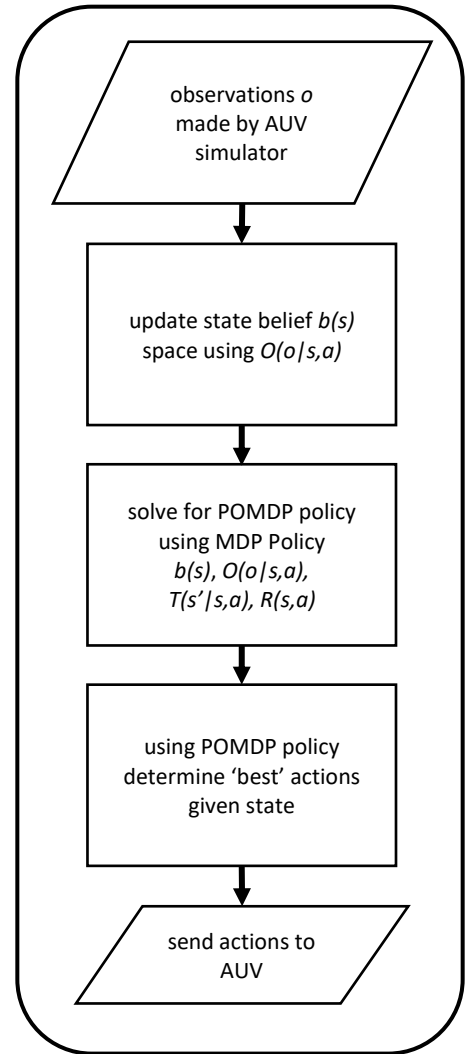 observations o
made by AUV
simulator
update state belief b(s)
space using O(o|s,a)
solve for POMDP policy
using MDP Policy
b(s), O(o|s,a),
T(s’|s,a), R(s,a)
using POMDP policy
determine ‘best’ actions
given state
send actions to
AUV